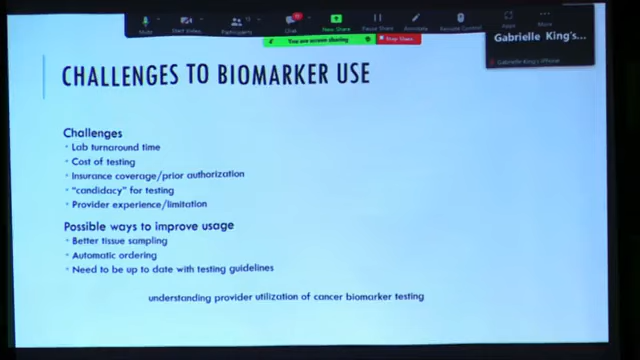 Mute
Start Video
Participants
Chat
New Share
Pause Share
Annotate
Remote Control
Apps
More
You are screen sharing
Stop Share
Gabrielle King's...
Gabrielle King's iPhone
CHALLENGES TO BIOMARKER USE
Challenges
• Lab turnaround time
• Cost of testing
• Insurance coverage/prior authorization
• "candidacy" for testing
• Provider experience/limitation
Possible ways to improve usage
• Better tissue sampling
• Automatic ordering
• Need to be up to date with testing guidelines
understanding provider utilization of cancer biomarker testing